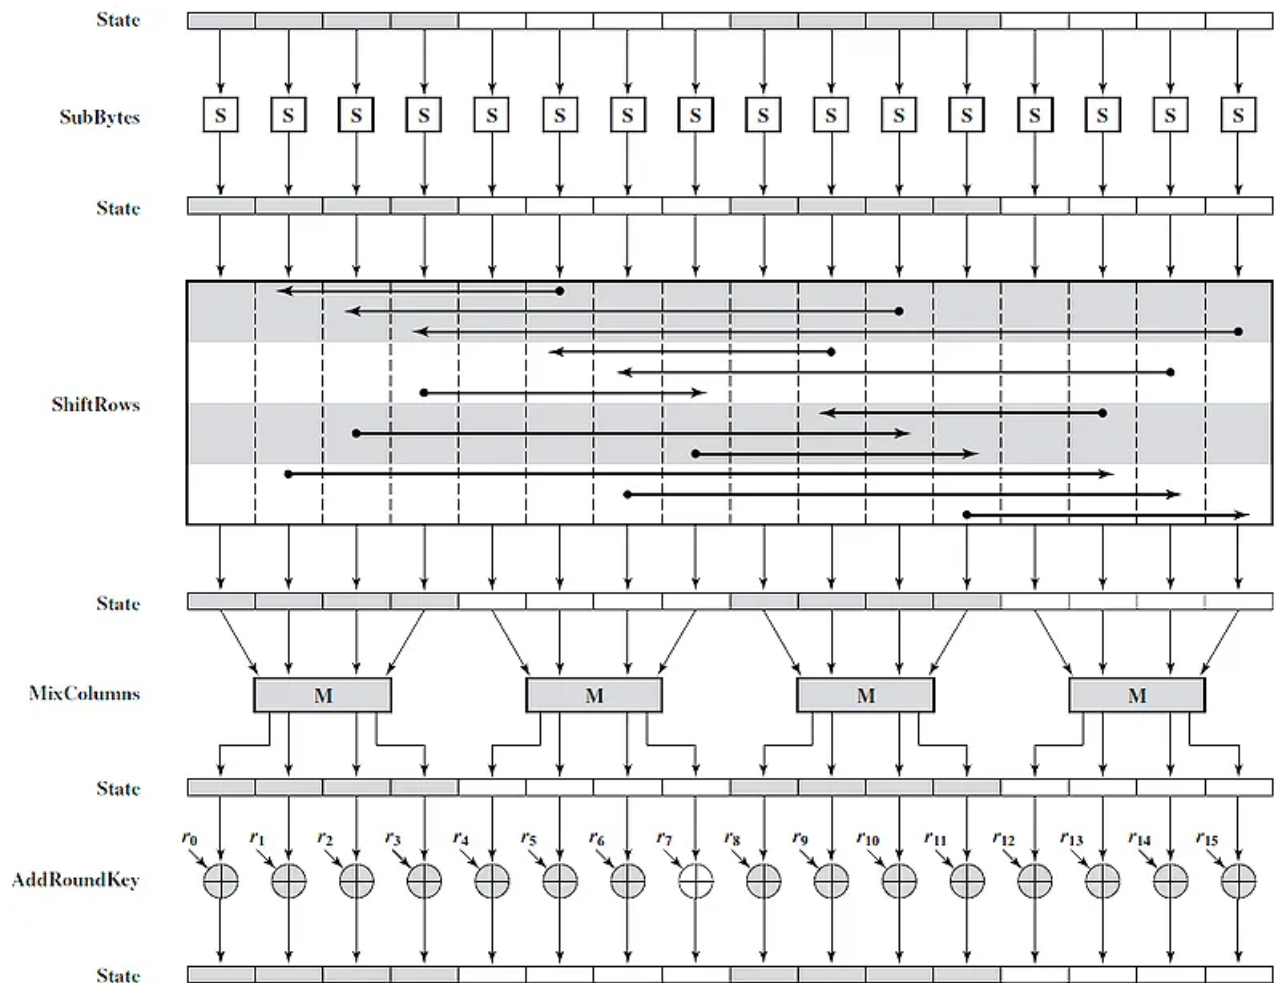 State
SubBytes S S S S S S S S S S S S S S S S
State
ShiftRows
State
MixColumns M M M M
State
r0 r1 r2 r3 r4 r5 r6 r7 r8 r9 r10 r11 r12 r13 r14 r15
AddRoundKey
State